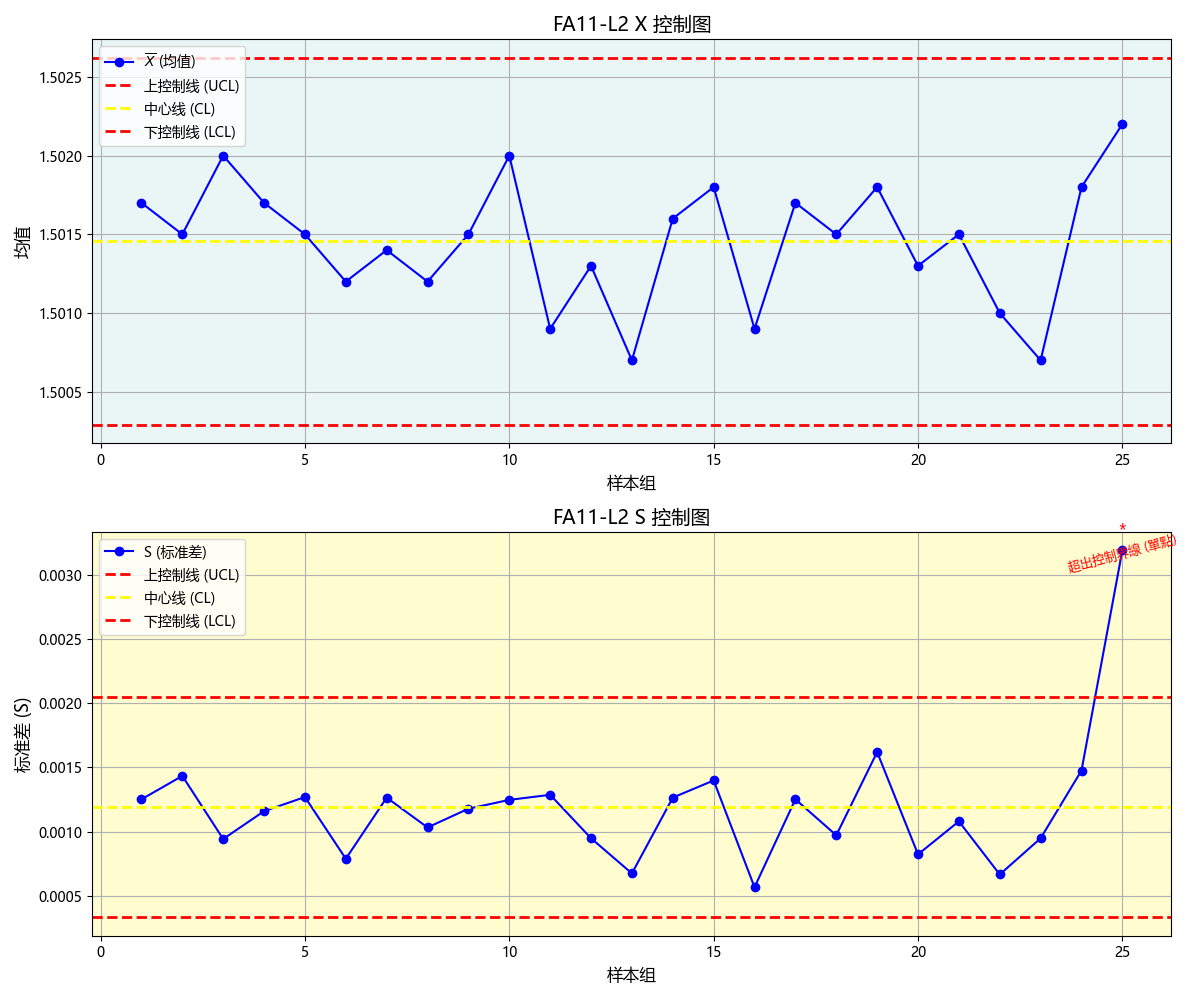 FA11-L2 X 控制图
X (均值)
上控制线 (UCL)
中心线 (CL)
下控制线 (LCL)
均值
1.5025
1.5020
1.5015
1.5010
1.5005
0 5 10 15 20 25
样本组
FA11-L2 S 控制图
*
超出控制界線 (單點)
S (标准差)
上控制线 (UCL)
中心线 (CL)
下控制线 (LCL)
标准差 (S)
0.0030
0.0025
0.0020
0.0015
0.0010
0.0005
0 5 10 15 20 25
样本组